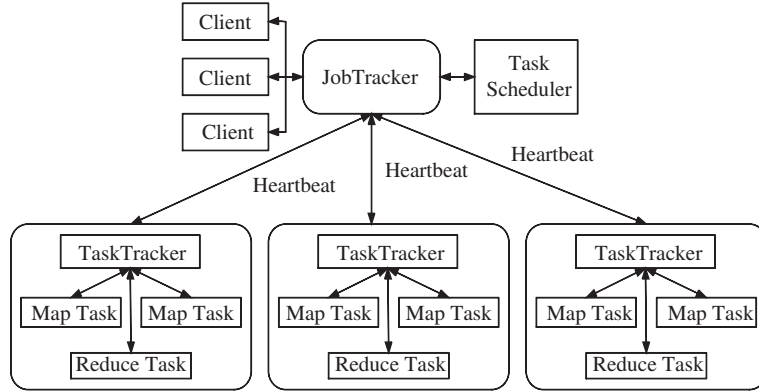 Client
Client
Client
JobTracker
Task
Scheduler
Heartbeat
Heartbeat
Heartbeat
TaskTracker
Map Task
Map Task
Reduce Task
TaskTracker
Map Task
Map Task
Reduce Task
TaskTracker
Map Task
Map Task
Reduce Task